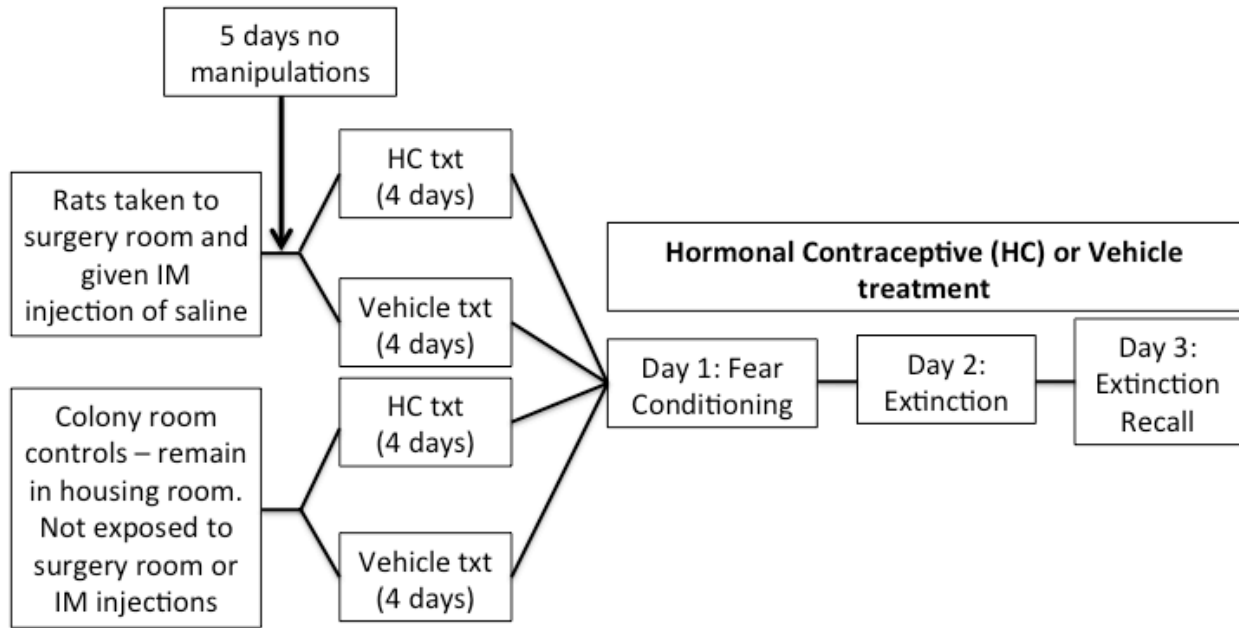 5 days no
manipulations
Rats taken to
surgery room and
given IM
injection of saline
HC txt
(4 days)
Vehicle txt
(4 days)
Colony room
controls – remain
in housing room.
Not exposed to
surgery room or
IM injections
HC txt
(4 days)
Vehicle txt
(4 days)
Hormonal Contraceptive (HC) or Vehicle
treatment
Day 1: Fear
Conditioning
Day 2:
Extinction
Day 3:
Extinction
Recall